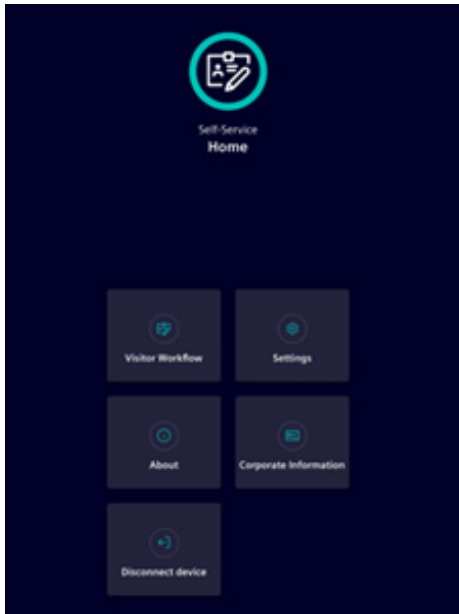 Self-Service
Home
Visitor Workflow
Settings
About
Corporate Information
Disconnect device